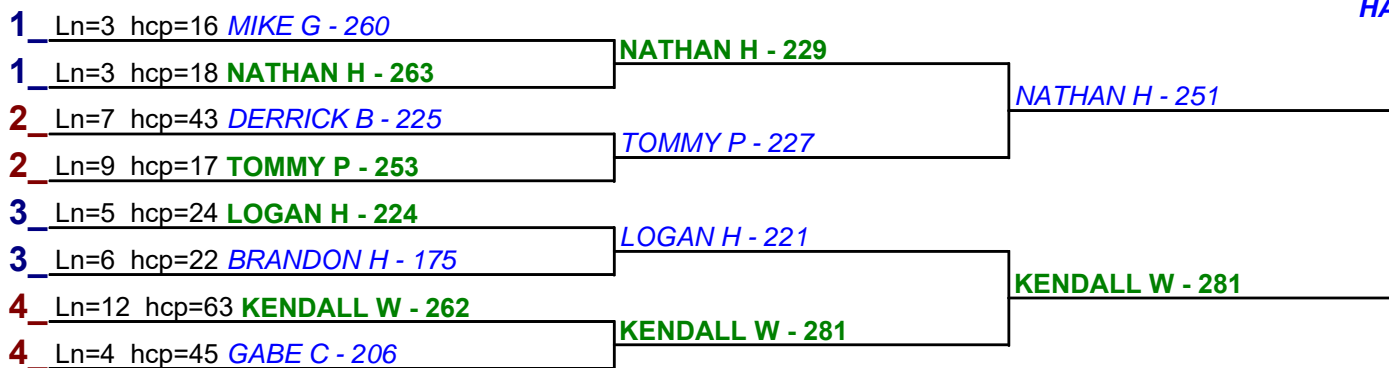 HA
1_ Ln=3 hcp=16 MIKE G - 260
NATHAN H - 229
1_ Ln=3 hcp=18 NATHAN H - 263
NATHAN H - 251
2_ Ln=7 hcp=43 DERRICK B - 225
TOMMY P - 227
2_ Ln=9 hcp=17 TOMMY P - 253
3_ Ln=5 hcp=24 LOGAN H - 224
LOGAN H - 221
3_ Ln=6 hcp=22 BRANDON H - 175
KENDALL W - 281
4_ Ln=12 hcp=63 KENDALL W - 262
KENDALL W - 281
4_ Ln=4 hcp=45 GABE C - 206